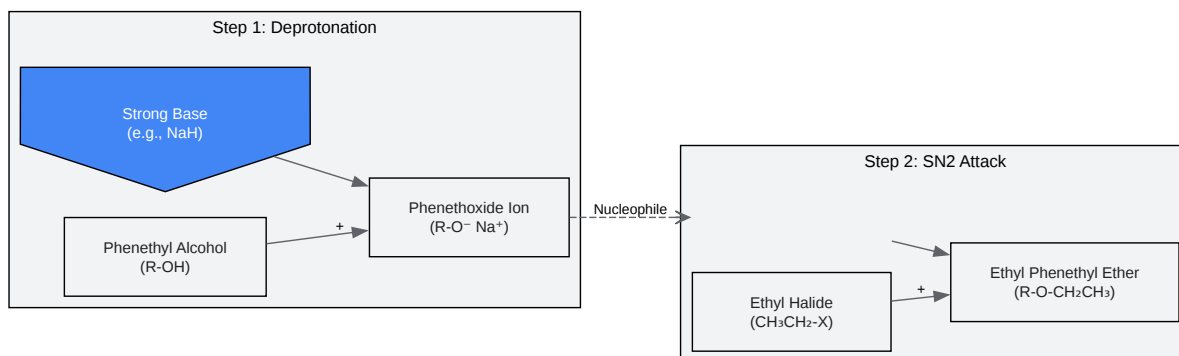 Step 1: Deprotonation
Strong Base
(e.g., NaH)
Phenethyl Alcohol
(R-OH)
+
Phenethoxide Ion
(R-O⁻ Na⁺)
Nucleophile
Step 2: SN2 Attack
Ethyl Halide
(CH₃CH₂-X)
+
Ethyl Phenethyl Ether
(R-O-CH₂CH₃)